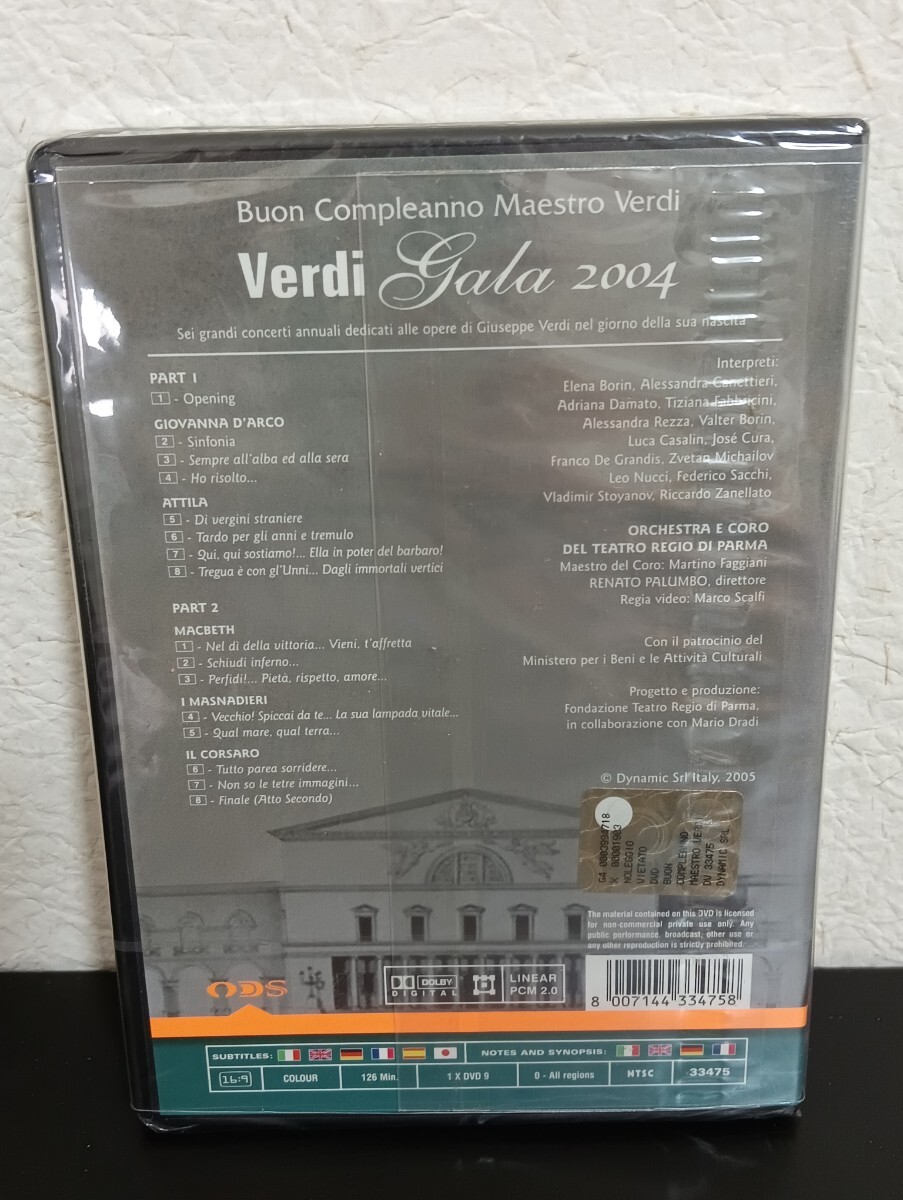 Buon Compleanno Maestro Verdi
Verdi Gala 2004
Sei grandi concerti annuali dedicati alle opere di Giuseppe Verdi nel giorno della sua nascita
PART 1
1 - Opening
GIOVANNA D'ARCO
2 - Sinfonia
3 - Sempre all'alba ed alla sera
4 - Ho risolto...
ATTILA
5 - Di vergini straniere
6 - Tardo per gli anni e tremulo
7 - Qui, qui sostiamo!... Ella in poter del barbaro!
8 - Tregua è con gl'Unni... Dagli immortali vertici
PART 2
MACBETH
1 - Nel dì della vittoria... Vieni, t'affretta
2 - Schiudi inferno...
3 - Perfidi!... Pietà, rispetto, amore...
I MASNADIERI
4 - Vecchio! Spiccai da te... La sua lampada vitale...
5 - Qual mare, qual terra...
IL CORSARO
6 - Tutto parea sorridere...
7 - Non so le tetre immagini...
8 - Finale (Atto Secondo)
Interpreti:
Elena Borin, Alessandra Canettieri,
Adriana Damato, Tiziana Fabbricini,
Alessandra Rezza, Valter Borin,
Luca Casalin, José Cura,
Franco De Grandis, Zvetan Michailov
Leo Nucci, Federico Sacchi,
Vladimir Stoyanov, Riccardo Zanellato
ORCHESTRA E CORO
DEL TEATRO REGIO DI PARMA
Maestro del Coro: Martino Faggiani
RENATO PALUMBO, direttore
Regia video: Marco Scalfi
Con il patrocinio del
Ministero per i Beni e le Attività Culturali
Progetto e produzione:
Fondazione Teatro Regio di Parma,
in collaborazione con Mario Dradi
© Dynamic Srl Italy, 2005
NOLEGGIO
VIETATO
DVD
BUON
COMPLEANNO
MAESTRO
DV 33475
DYNAMIC SRL
The material contained on this DVD is licensed
for non-commercial private use only. Any
public performance, broadcast, other use or
any other reproduction is strictly prohibited.
ODS
DOLBY
DIGITAL
LINEAR
PCM 2.0
8 007144 334758
SUBTITLES:
NOTES AND SYNOPSIS:
16:9
COLOUR
126 Min.
1 X DVD 9
0 - All regions
NTSC
33475